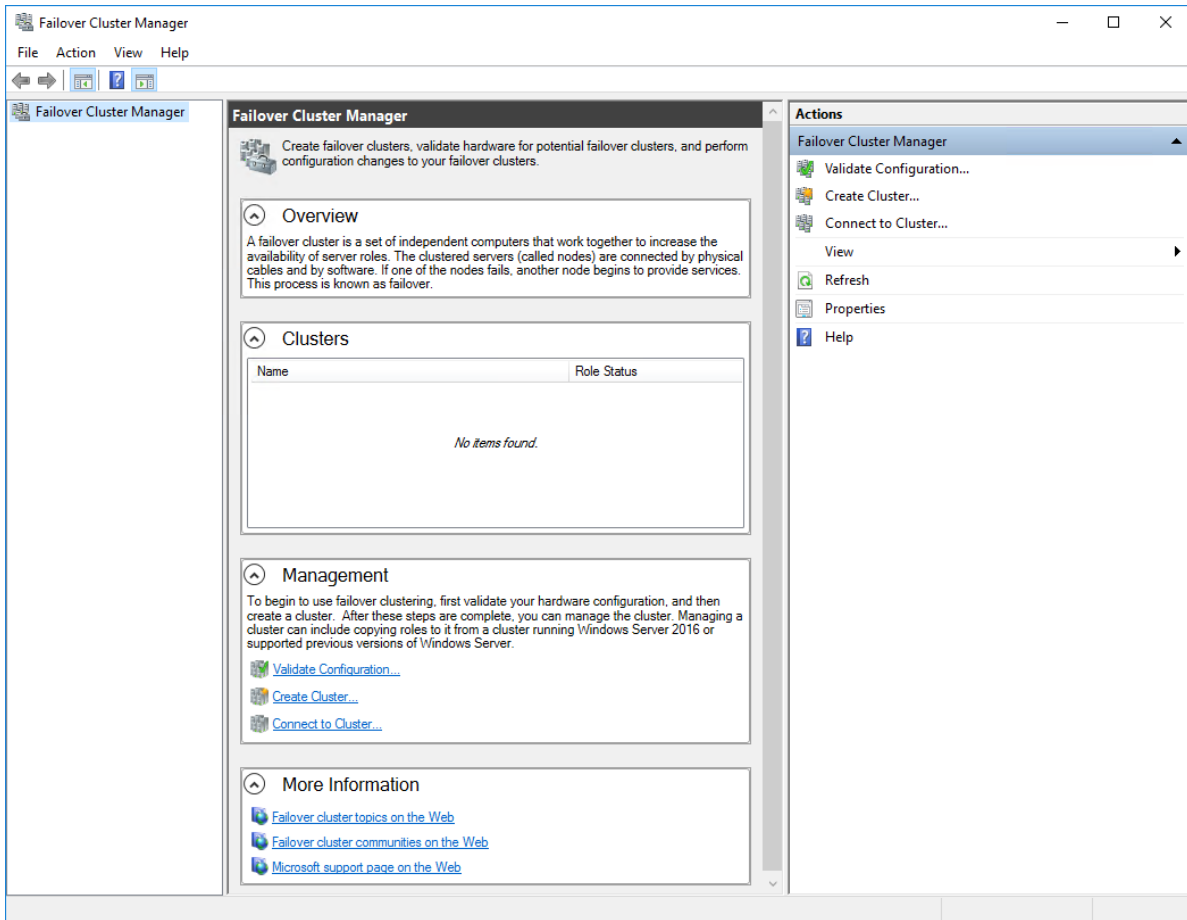 Failover Cluster Manager
File Action View Help
Failover Cluster Manager
Failover Cluster Manager
Create failover clusters, validate hardware for potential failover clusters, and perform
configuration changes to your failover clusters.
Overview
A failover cluster is a set of independent computers that work together to increase the
availability of server roles. The clustered servers (called nodes) are connected by physical
cables and by software. If one of the nodes fails, another node begins to provide services.
This process is known as failover.
Clusters
Name Role Status
No items found.
Management
To begin to use failover clustering, first validate your hardware configuration, and then
create a cluster.  After these steps are complete, you can manage the cluster. Managing a
cluster can include copying roles to it from a cluster running Windows Server 2016 or
supported previous versions of Windows Server.
Validate Configuration...
Create Cluster...
Connect to Cluster...
More Information
Failover cluster topics on the Web
Failover cluster communities on the Web
Microsoft support page on the Web
Actions
Failover Cluster Manager
Validate Configuration...
Create Cluster...
Connect to Cluster...
View
Refresh
Properties
Help